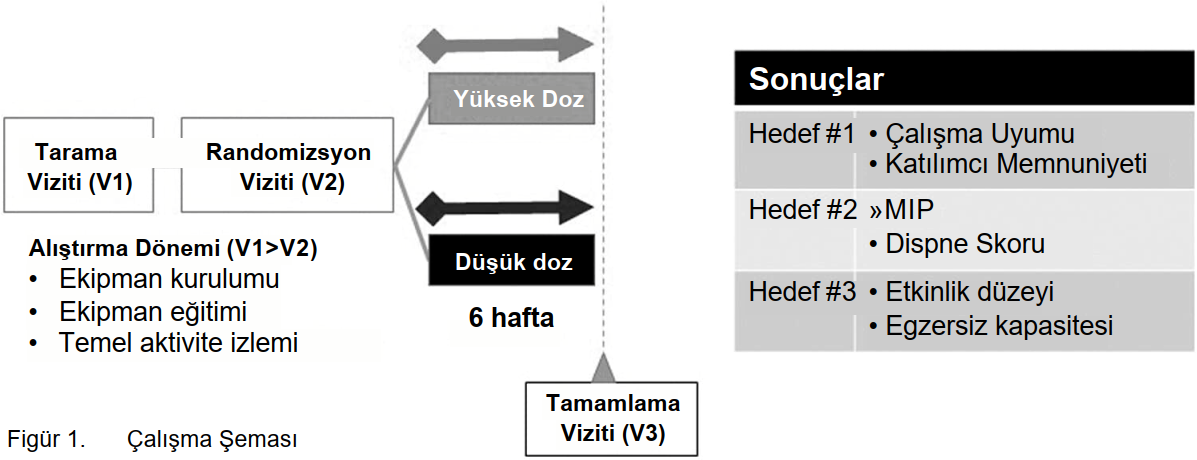 Tarama
Viziti (V1)
Randomizsyon
Viziti (V2)
Yüksek Doz
Düşük doz
6 hafta
Alıştırma Dönemi (V1>V2)
• Ekipman kurulumu
• Ekipman eğitimi
• Temel aktivite izlemi
Tamamlama
Viziti (V3)
Sonuçlar
Hedef #1 • Çalışma Uyumu
• Katılımcı Memnuniyeti
Hedef #2 »MIP
• Dispne Skoru
Hedef #3 • Etkinlik düzeyi
• Egzersiz kapasitesi
Figür 1. Çalışma Şeması